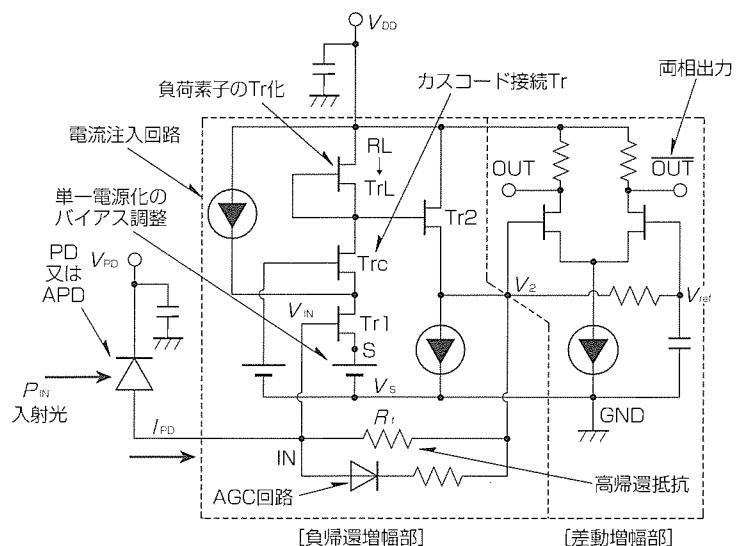 V_DD
負荷素子のTr化
カスコード接続Tr
両相出力
電流注入回路
単一電源化の
バイアス調整
RL
TrL
OUT
OUT
Tr2
PD
又は
APD
V_PD
Trc
V_IN
Tr1
S
V_2
V_ref
V_S
P_IN
入射光
I_PD
IN
R_f
GND
AGC回路
高帰還抵抗
[負帰還増幅部]
[差動増幅部]